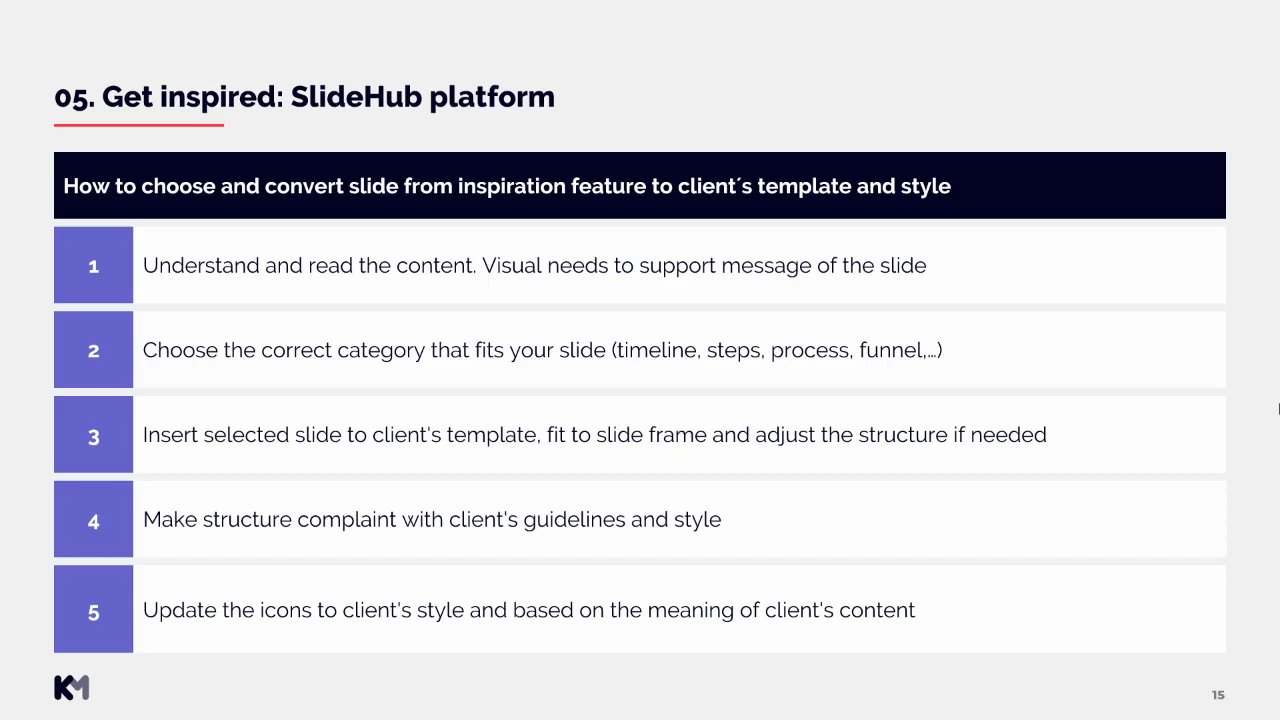 05. Get inspired: SlideHub platform
How to choose and convert slide from inspiration feature to client´s template and style
1 Understand and read the content. Visual needs to support message of the slide
2 Choose the correct category that fits your slide (timeline, steps, process, funnel,…)
3 Insert selected slide to client's template, fit to slide frame and adjust the structure if needed
4 Make structure complaint with client's guidelines and style
5 Update the icons to client's style and based on the meaning of client's content
KM
15